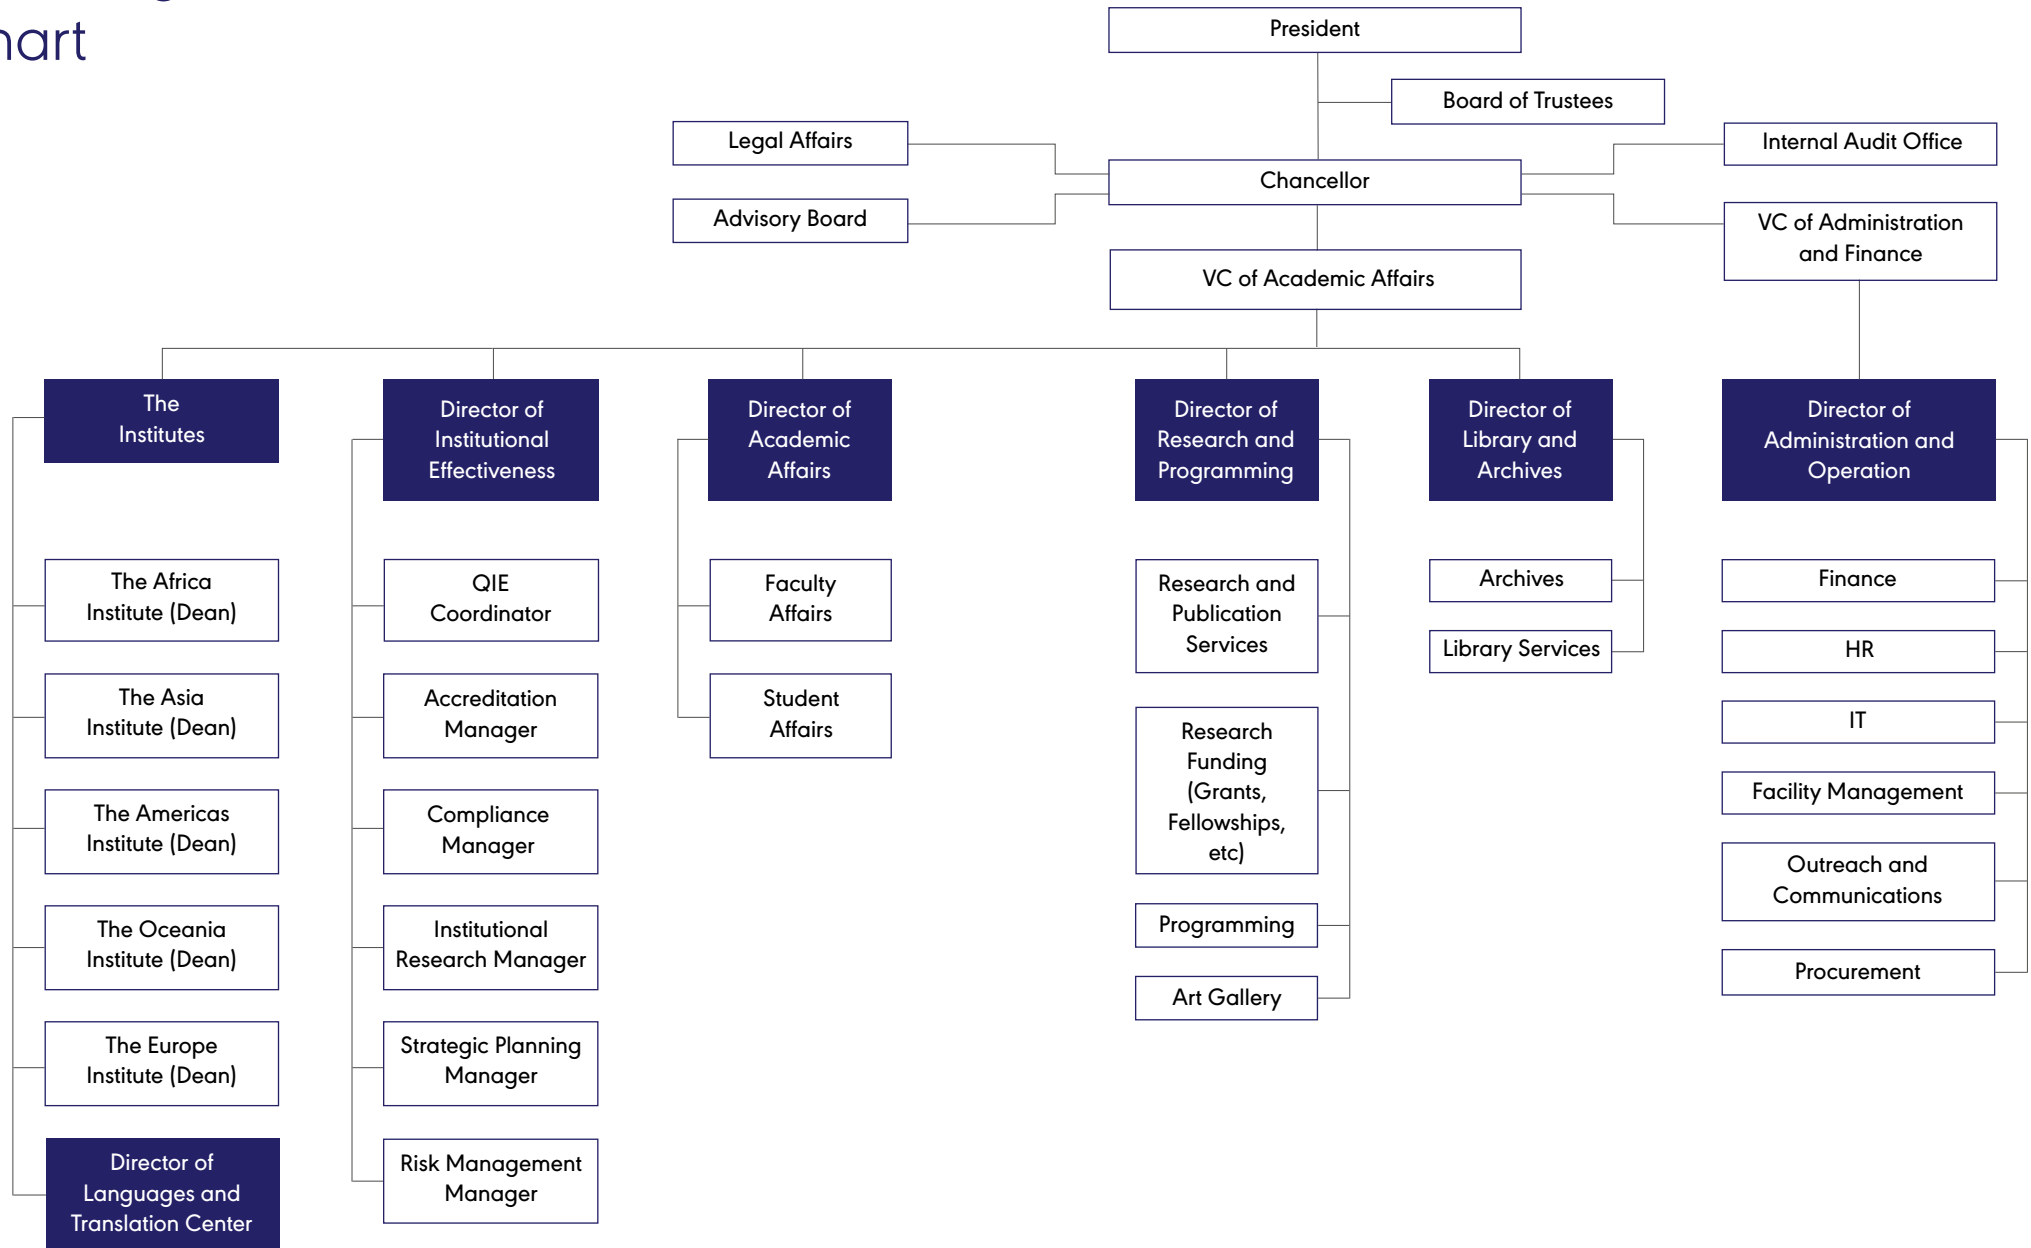 President
Board of Trustees
Legal Affairs
Internal Audit Office
Chancellor
Advisory Board
VC of Administration
and Finance
VC of Academic Affairs
The
Institutes
Director of
Institutional
Effectiveness
Director of
Academic
Affairs
Director of
Research and
Programming
Director of
Library and
Archives
Director of
Administration and
Operation
The Africa
Institute (Dean)
The Asia
Institute (Dean)
The Americas
Institute (Dean)
The Oceania
Institute (Dean)
The Europe
Institute (Dean)
Director of
Languages and
Translation Center
QIE
Coordinator
Accreditation
Manager
Compliance
Manager
Institutional
Research Manager
Strategic Planning
Manager
Risk Management
Manager
Faculty
Affairs
Student
Affairs
Research and
Publication
Services
Research
Funding
(Grants,
Fellowships,
etc)
Programming
Art Gallery
Archives
Library Services
Finance
HR
IT
Facility Management
Outreach and
Communications
Procurement